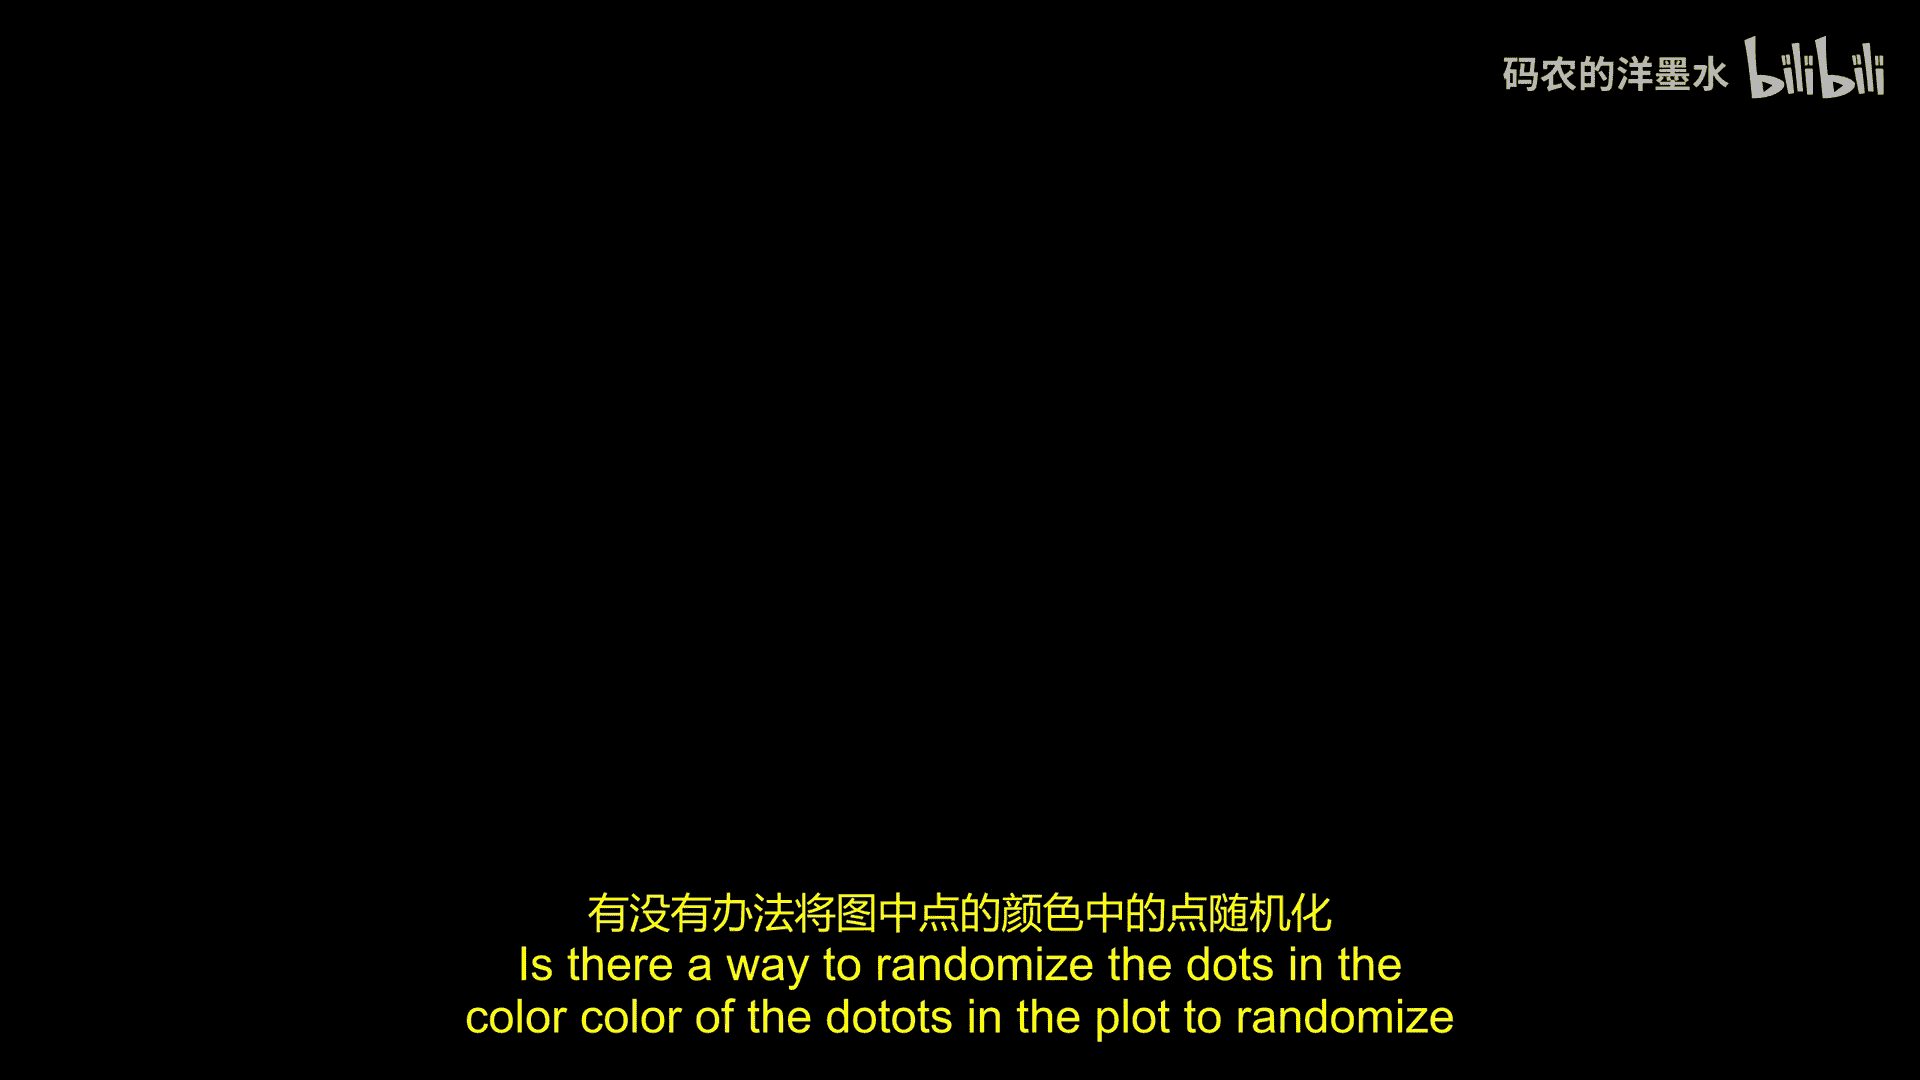 码农的洋墨水 bilibili
有没有办法将图中点的颜色中的点随机化
Is there a way to randomize the dots in the
color color of the dotots in the plot to randomize